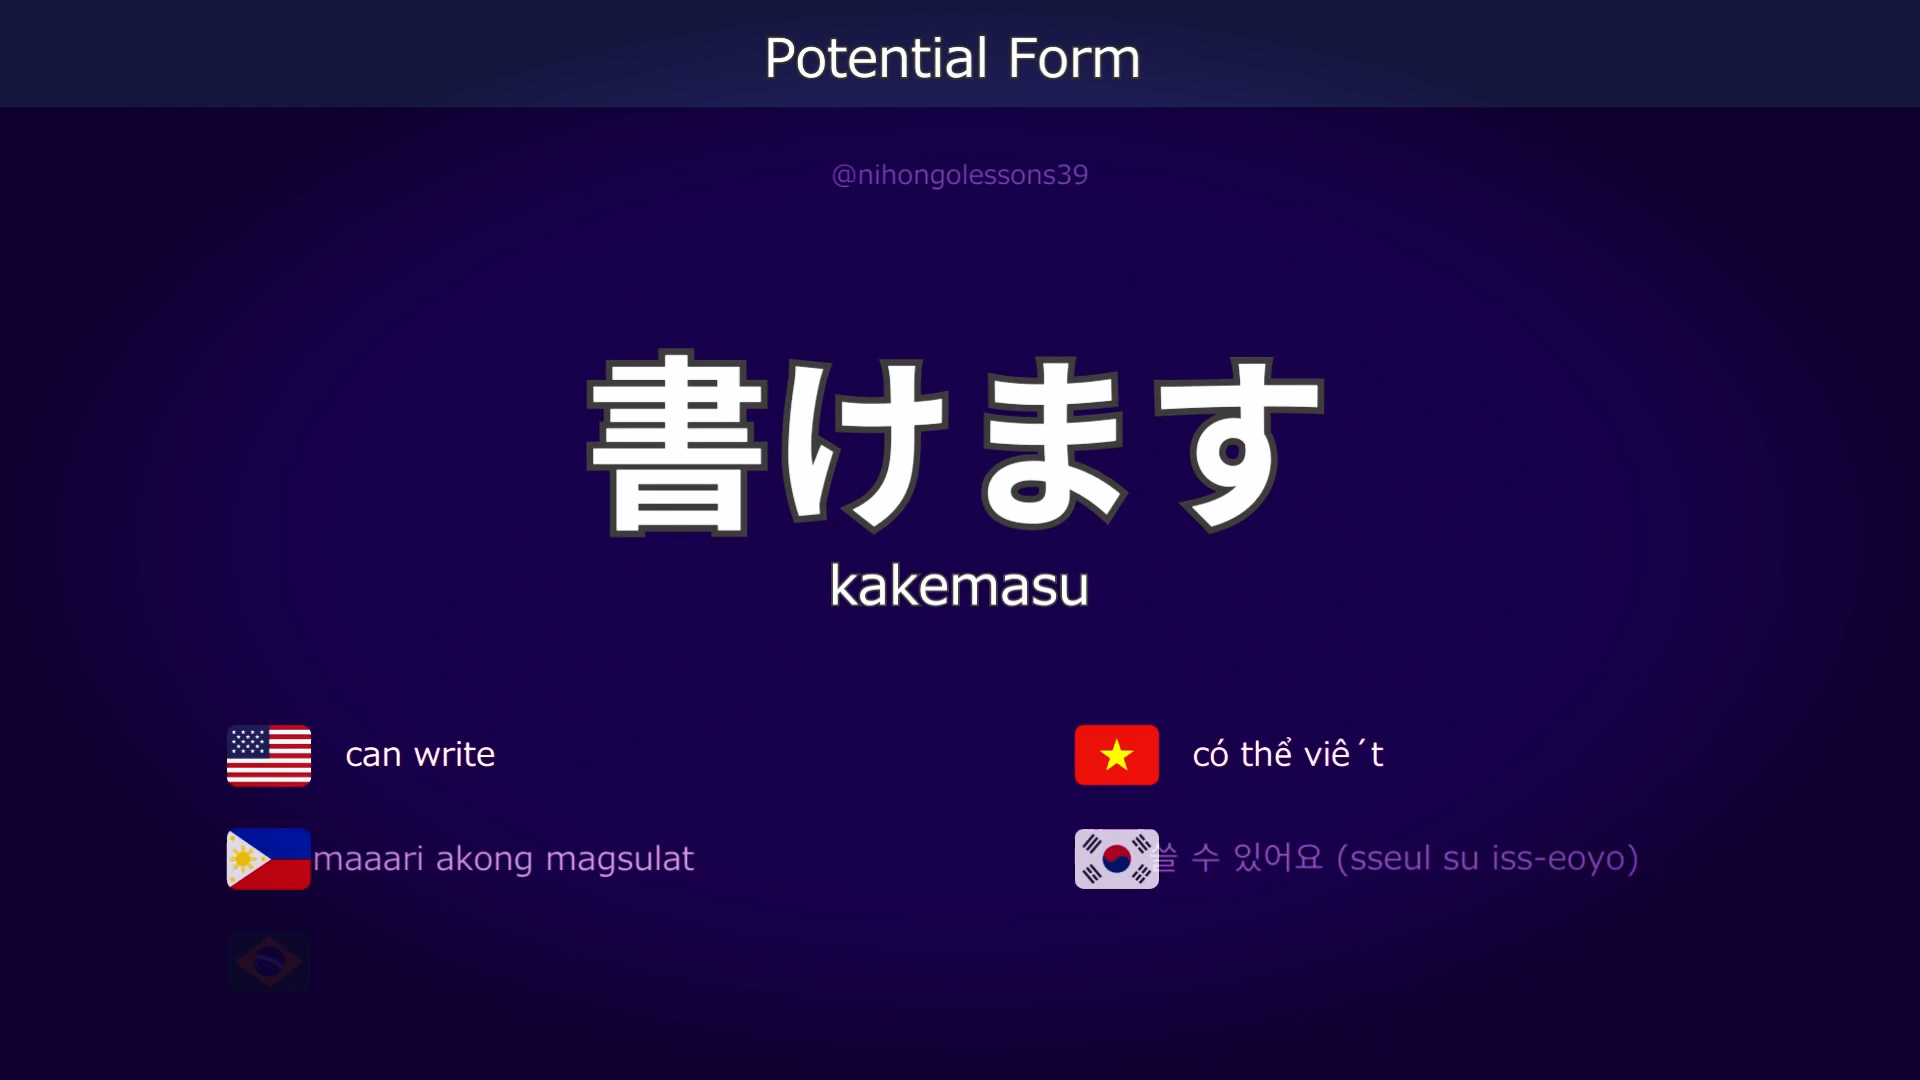 Potential Form
@nihongolessons39
書けます
kakemasu
can write
có thể viê´t
maaari akong magsulat
쓸 수 있어요 (sseul su iss-eoyo)